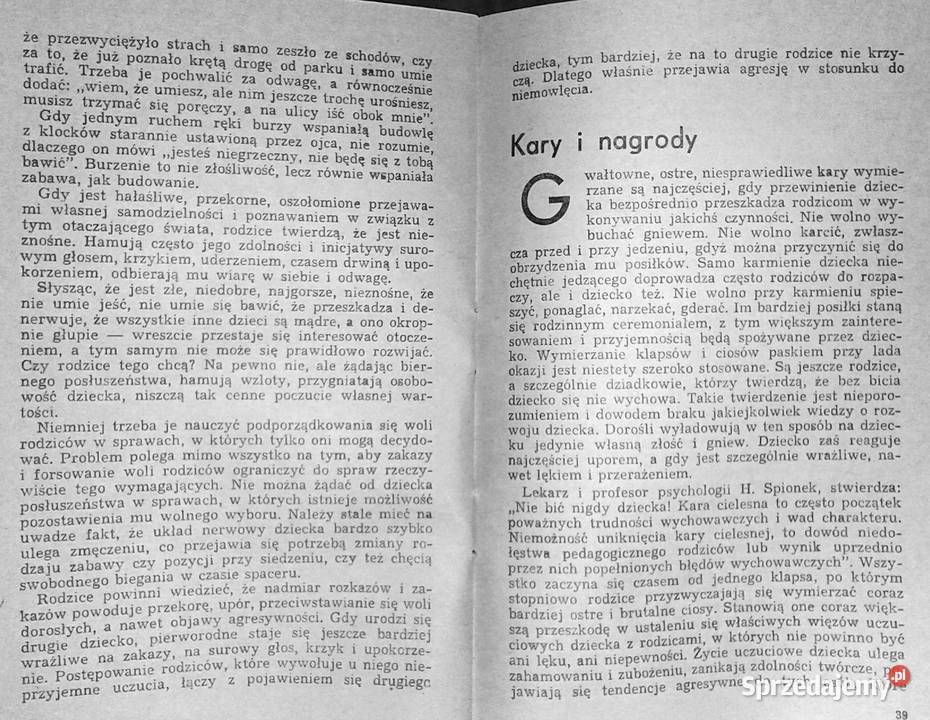 że przezwyciężyło strach i samo zeszło ze schodów, czy
za to, że już poznało krętą drogę od parku i samo umie
trafić. Trzeba je pochwalić za odwagę, a równocześnie
dodać: „wiem, że umiesz, ale nim jeszcze trochę urośniesz,
musisz trzymać się poręczy, a na ulicy iść obok mnie”.
Gdy jednym ruchem ręki burzy wspaniałą budowlę
z klocków starannie ustawioną przez ojca, nie rozumie,
dlaczego on mówi „jesteś niegrzeczny, nie będę się z tobą
bawić”. Burzenie to nie złośliwość, lecz równie wspaniała
zabawa, jak budowanie.
Gdy jest hałaśliwe, przekorne, oszołomione przejawa-
mi własnej samodzielności i poznawaniem w związku z
tym otaczającego świata, rodzice twierdzą, że jest nie-
znośne. Hamują często jego zdolności i inicjatywy suro-
wym głosem, krzykiem, uderzeniem, czasem drwiną i upo-
korzeniem, odbierają mu wiarę w siebie i odwagę.
Słysząc, że jest złe, niedobre, najgorsze, nieznośne, że
nie umie jeść, nie umie się bawić, że przeszkadza i de-
nerwuje, że wszystkie inne dzieci są mądre, a ono okrop-
nie głupie — wreszcie przestaje się interesować otocze-
niem, a tym samym nie może się prawidłowo rozwijać.
Czy rodzice tego chcą? Na pewno nie, ale żądając bier-
nego posłuszeństwa, hamują wzloty, przygniatają osobo-
wość dziecka, niszczą tak cenne poczucie własnej war-
tości.
Niemniej trzeba je nauczyć podporządkowania się woli
rodziców w sprawach, w których tylko oni mogą decydo-
wać. Problem polega mimo wszystko na tym, aby zakazy
i forsowanie woli rodziców ograniczyć do spraw rzeczy-
wiście tego wymagających. Nie można żądać od dziecka
posłuszeństwa w sprawach, w których istnieje możliwość
pozostawienia mu wolnego wyboru. Należy stale mieć na
uwadze fakt, że układ nerwowy dziecka bardzo szybko
ulega zmęczeniu, co przejawia się potrzebą zmiany ro-
dzaju zabawy czy pozycji przy siedzeniu, czy też chęcią
swobodnego biegania w czasie spaceru.
Rodzice powinni wiedzieć, że nadmiar rozkazów i za-
kazów powoduje przekorę, upór, przeciwstawianie się woli
dorosłych, a nawet objawy agresywności. Gdy urodzi się
drugie dziecko, pierworodne staje się jeszcze bardziej
wrażliwe na zakazy, na surowy głos, krzyk i upokorze-
nie. Postępowanie rodziców, które wywołuje u niego nie-
przyjemne uczucia, łączy z pojawieniem się drugiego
dziecka, tym bardziej, że na to drugie rodzice nie krzy-
czą. Dlatego właśnie przejawia agresję w stosunku do
niemowlęcia.
Kary i nagrody
Gwałtowne, ostre, niesprawiedliwe kary wymie-
rzane są najczęściej, gdy przewinienie dziec-
ka bezpośrednio przeszkadza rodzicom w wy-
konywaniu jakichś czynności. Nie wolno wy-
buchać gniewem. Nie wolno karcić, zwłasz-
cza przed i przy jedzeniu, gdyż można przyczynić się do
obrzydzenia mu posiłków. Samo karmienie dziecka nie-
chętnie jedzącego doprowadza często rodziców do rozpa-
czy, ale i dziecko też. Nie wolno przy karmieniu spie-
szyć, ponaglać, narzekać, gderać. Im bardziej posiłki staną
się rodzinnym ceremoniałem, z tym większym zaintere-
sowaniem i przyjemnością będą spożywane przez dziec-
ko. Wymierzanie klapsów i ciosów paskiem przy lada
okazji jest niestety szeroko stosowane. Są jeszcze rodzice,
a szczególnie dziadkowie, którzy twierdzą, że bez bicia
dziecko się nie wychowa. Takie twierdzenie jest nieporo-
zumieniem i dowodem braku jakiejkolwiek wiedzy o roz-
woju dziecka. Dorośli wyładowują w ten sposób na dziec-
ku jedynie własną złość i gniew. Dziecko zaś reaguje
najczęściej uporem, a gdy jest szczególnie wrażliwe, na-
wet lękiem i przerażeniem.
Lekarz i profesor psychologii H. Spionek, stwierdza:
„Nie bić nigdy dziecka! Kara cielesna to często początek
poważnych trudności wychowawczych i wad charakteru.
Niemożność uniknięcia kary cielesnej, to dowód niedo-
łęstwa pedagogicznego rodziców lub wynik uprzednio
przez nich popełnionych błędów wychowawczych”. Wszy-
stko zaczyna się czasem od jednego klapsa, po którym
stopniowo rodzice przyzwyczajają się wymierzać coraz
bardziej ostre i brutalne ciosy. Stanowią one coraz więk-
szą przeszkodę w ustaleniu się właściwych więzów uczu-
ciowych dziecka z rodzicami, w których nie powinno być
ani lęku, ani niepewności. Życie uczuciowe dziecka ulega
zahamowaniu i zubożeniu, zanikają zdolności twórcze,
jawiają się tendencje agresywne
Sprzedajemy.pl
39